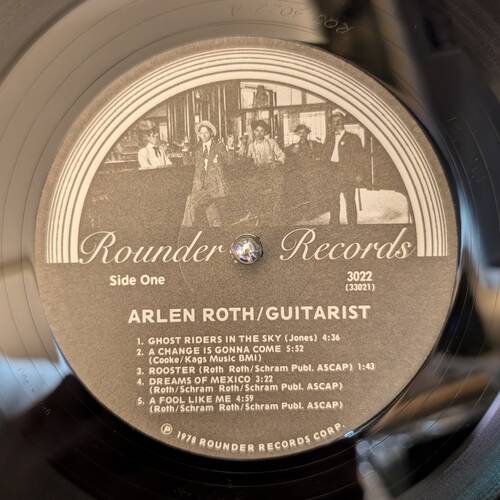 Rounder Records
Side One
3022
(33021)
ARLEN ROTH/GUITARIST
1. GHOST RIDERS IN THE SKY (Jones) 4:36
2. A CHANGE IS GONNA COME 5:52
(Cooke/Kags Music BMI)
3. ROOSTER (Roth Roth/Schram Publ. ASCAP) 1:43
4. DREAMS OF MEXICO 3:22
(Roth/Schram Roth/Schram Publ. ASCAP)
5. A FOOL LIKE ME 4:59
(Roth/Schram Roth/Schram Publ. ASCAP)
Ⓟ 1978 ROUNDER RECORDS CORP.